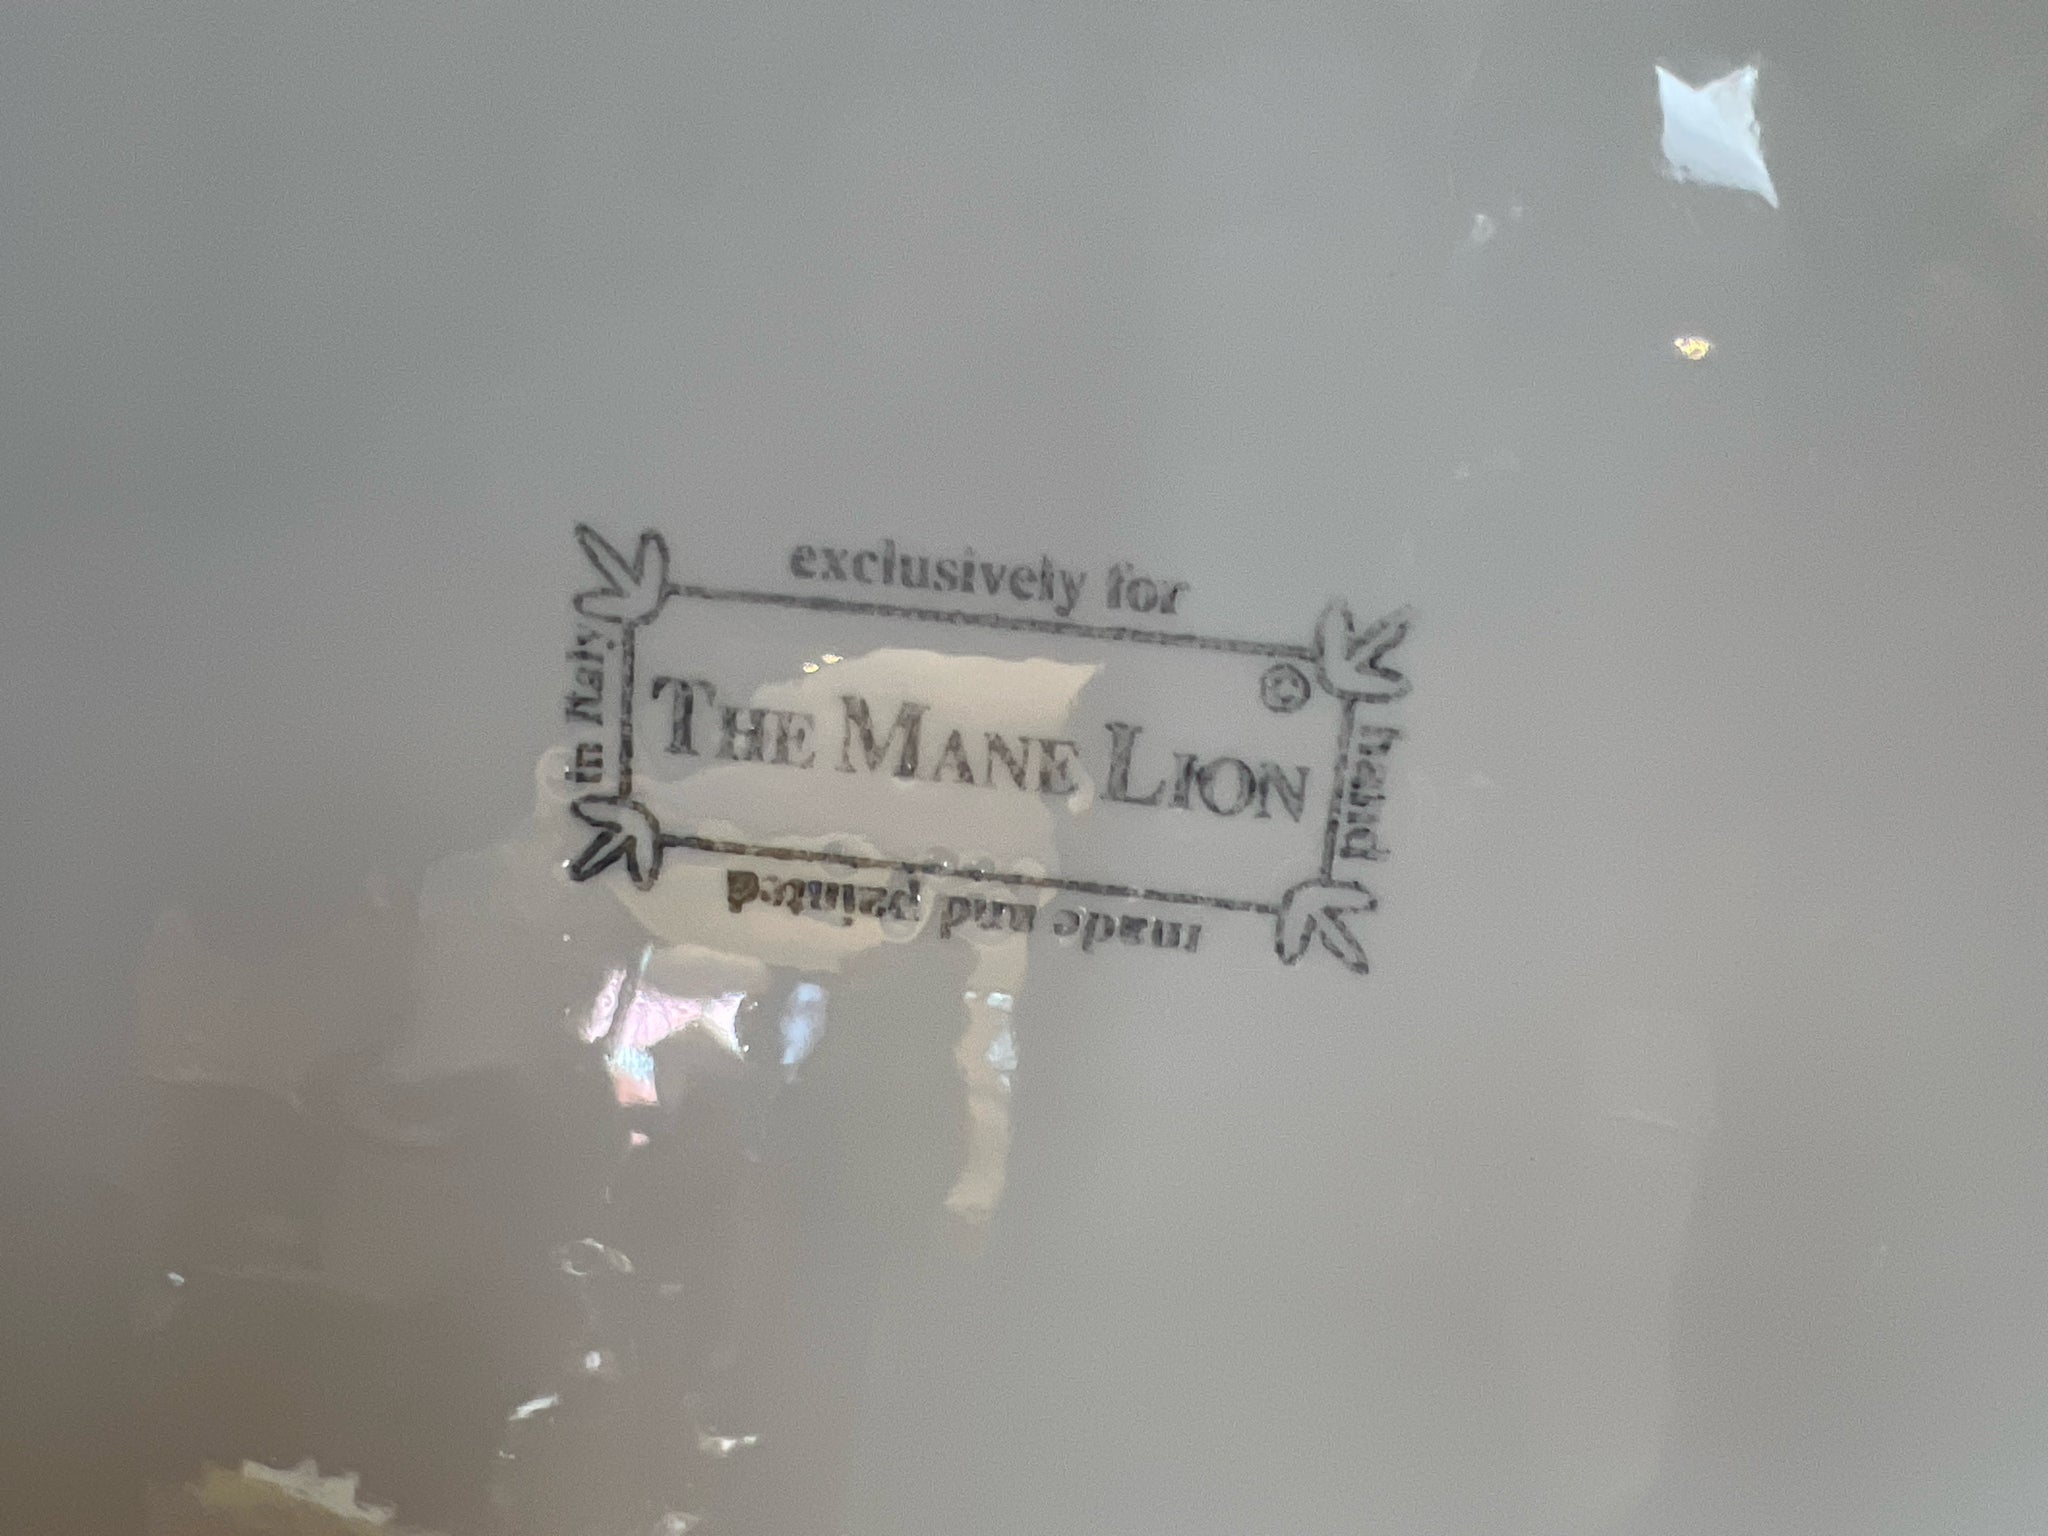 exclusively for
THE MANE LION ©
hand
made and painted
in Italy